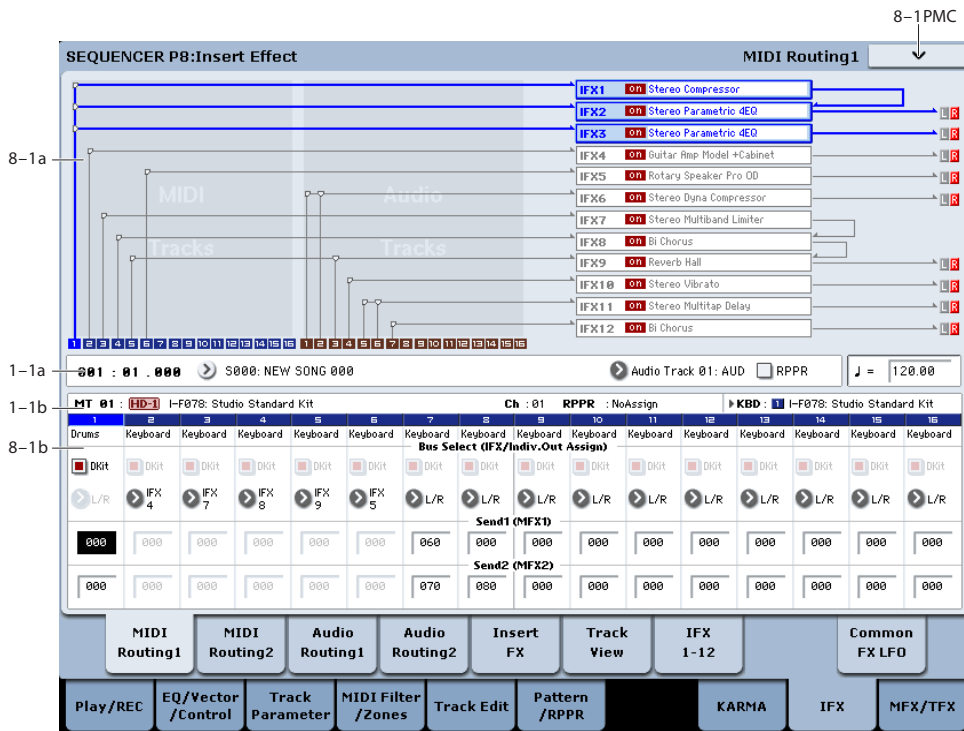 8–1PMC
SEQUENCER P8:Insert Effect
MIDI Routing1
IFX1 on Stereo Compressor
IFX2 on Stereo Parametric 4EQ L R
IFX3 on Stereo Parametric 4EQ L R
8–1a
IFX4 on Guitar Amp Model +Cabinet L R
IFX5 on Rotary Speaker Pro OD L R
MIDI Audio
IFX6 on Stereo Dyna Compressor L R
IFX7 on Stereo Multiband Limiter
IFX8 on Bi Chorus
Tracks Tracks
IFX9 on Reverb Hall L R
IFX10 on Stereo Vibrato L R
IFX11 on Stereo Multitap Delay L R
IFX12 on Bi Chorus L R
1 2 3 4 5 6 7 8 9 10 11 12 13 14 15 16 1 2 3 4 5 6 7 8 9 10 11 12 13 14 15 16
1–1a
001 : 01 . 000 S000: NEW SONG 000 Audio Track 01: AUD RPPR ♩ = 120.00
1–1b
MT 01 : HD-1 I–F078: Studio Standard Kit Ch : 01 RPPR : NoAssign KBD : 1 I–F078: Studio Standard Kit
1 2 3 4 5 6 7 8 9 10 11 12 13 14 15 16
Drums Keyboard Keyboard Keyboard Keyboard Keyboard Keyboard Keyboard Keyboard Keyboard Keyboard Keyboard Keyboard Keyboard Keyboard Keyboard
8–1b
Bus Select (IFX/Indiv.Out Assign)
DKit DKit DKit DKit DKit DKit DKit DKit DKit DKit DKit DKit DKit DKit DKit DKit
L/R IFX 4 IFX 7 IFX 8 IFX 9 IFX 5 L/R L/R L/R L/R L/R L/R L/R L/R L/R L/R
Send1 (MFX1)
000 000 000 000 000 000 060 000 000 000 000 000 000 000 000 000
Send2 (MFX2)
000 000 000 000 000 000 070 080 000 000 000 000 000 000 000 000
MIDI Routing1 MIDI Routing2 Audio Routing1 Audio Routing2 Insert FX Track View IFX 1-12 Common FX LFO
Play/REC EQ/Vector /Control Track Parameter MIDI Filter /Zones Track Edit Pattern /RPPR KARMA IFX MFX/TFX